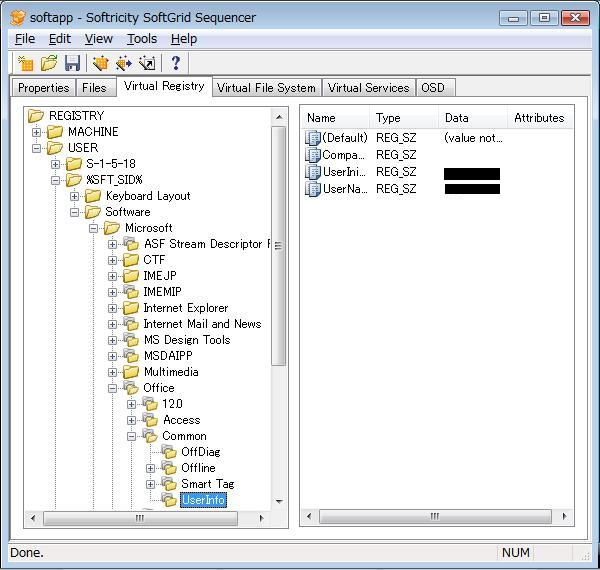 softapp - Softricity SoftGrid Sequencer
File Edit View Tools Help
Properties Files Virtual Registry Virtual File System Virtual Services OSD
REGISTRY
MACHINE
USER
S-1-5-18
%SFT_SID%
Keyboard Layout
Software
Microsoft
ASF Stream Descriptor F
CTF
IMEJP
IMEMIP
Internet Explorer
Internet Mail and News
MS Design Tools
MSDAIPP
Multimedia
Office
12.0
Access
Common
OffDiag
Offline
Smart Tag
UserInfo
Name Type Data Attributes
(Default) REG_SZ (value not...
Compa... REG_SZ
UserIni... REG_SZ
UserNa... REG_SZ
Done. NUM